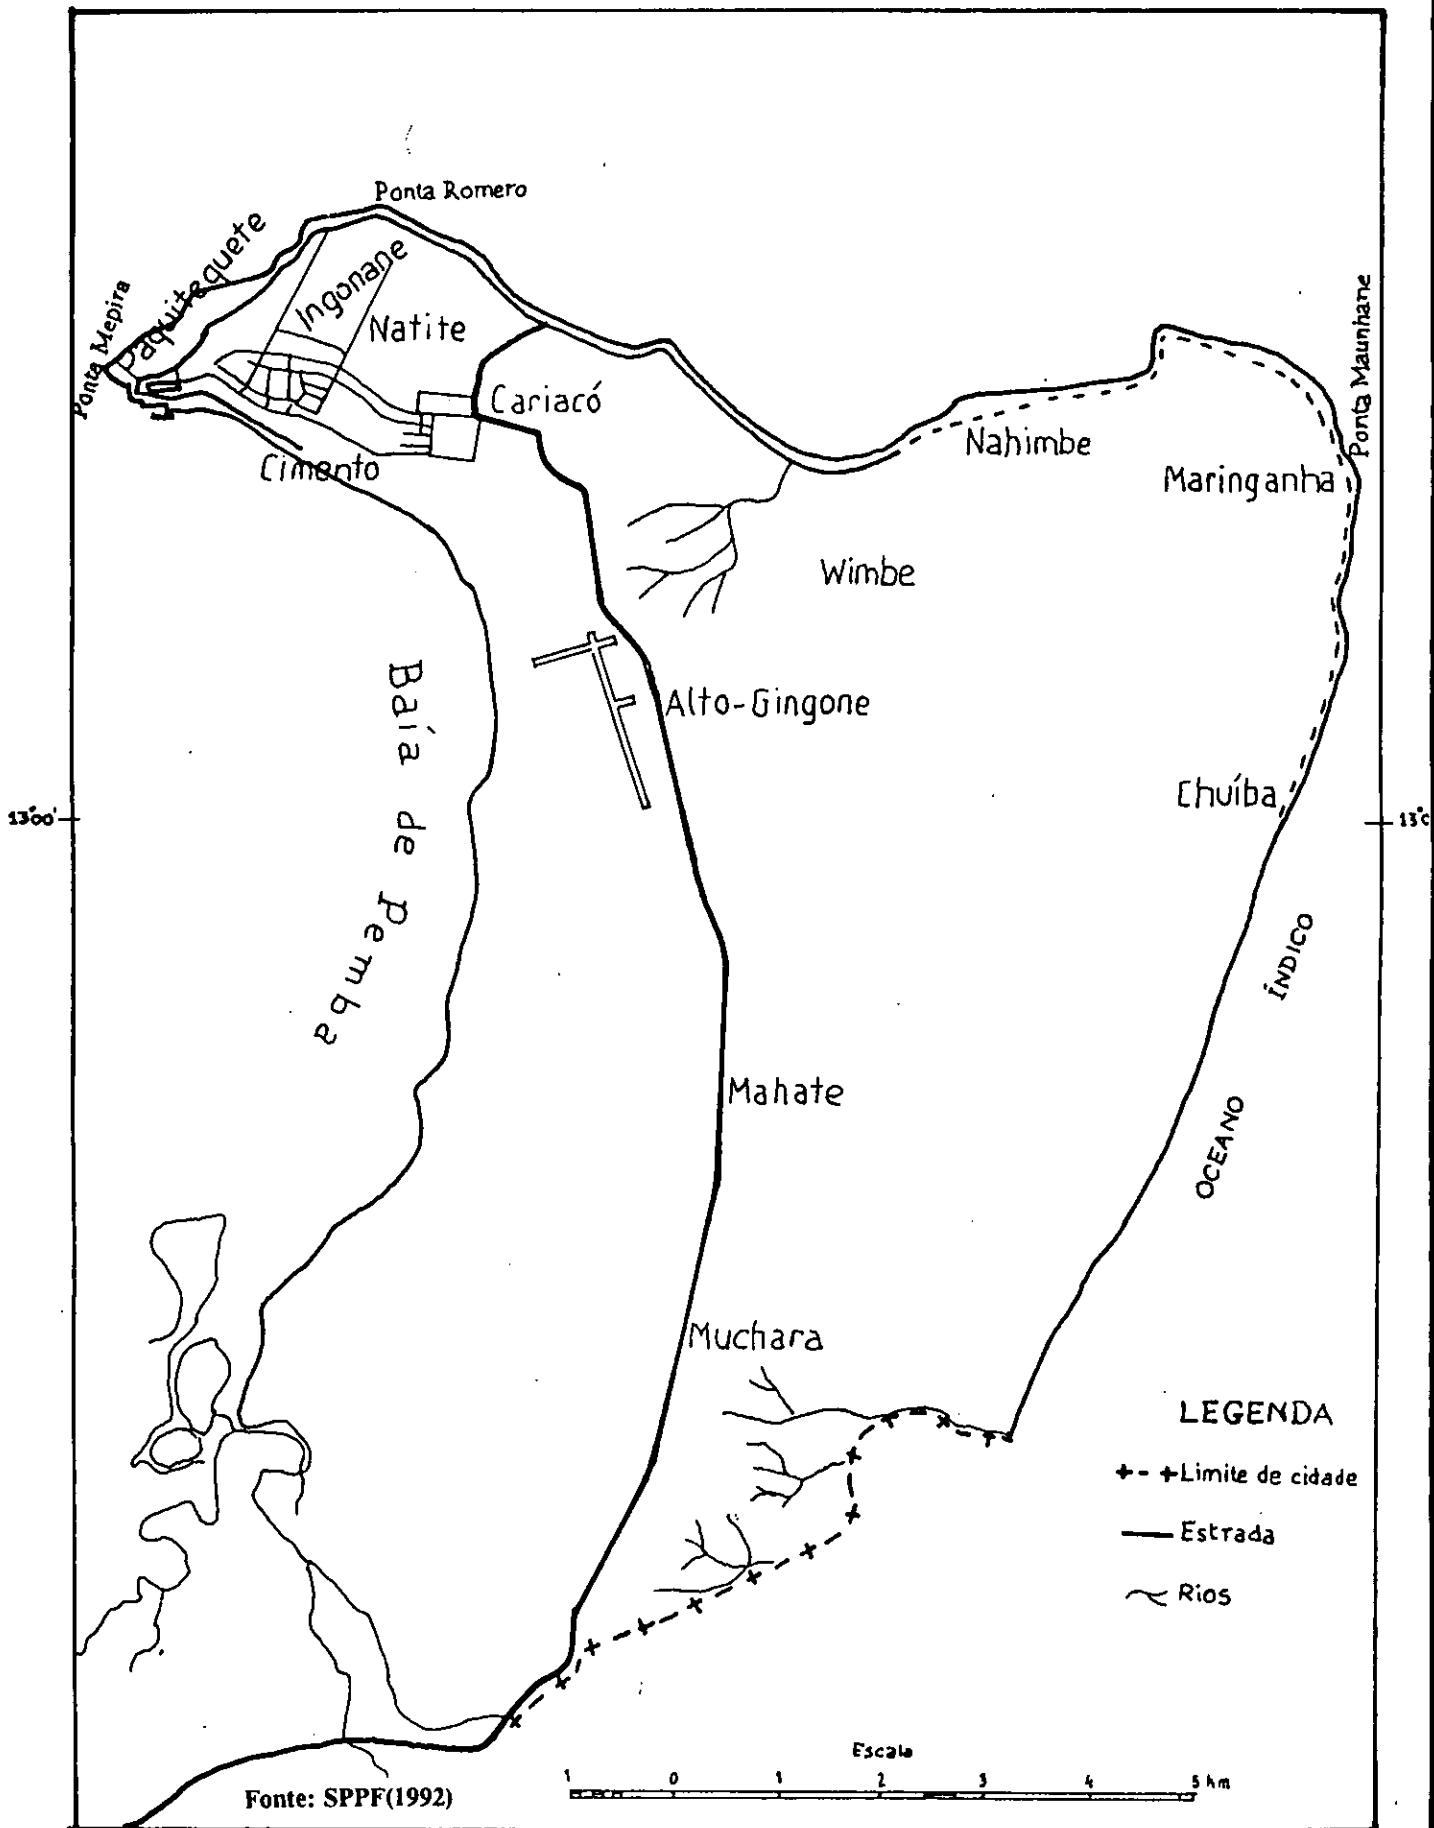 Ponta Romero
Paquitequete
Ponta Mepira
Ingonane
Natite
Cariacó
Cimento
Ponta Maunhane
Nahimbe
Maringanha
Wimbe
Baía de Pemba
Alto-Gingone
Chuíba
13°00'
13°0
OCEANO ÍNDICO
Mahate
Muchara
LEGENDA
+ - + Limite de cidade
Estrada
Rios
Escala
1 0 1 2 3 4 5 km
Fonte: SPPF(1992)